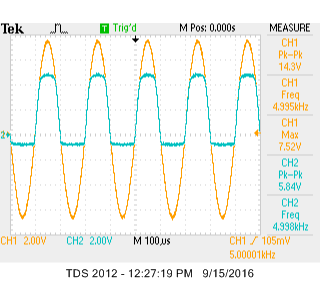 Tek T Trig'd M Pos: 0.000s MEASURE
CH1
Pk-Pk
14.3V
CH1
Freq
4.995kHz
CH1
Max
7.52V
2
CH2
Pk-Pk
5.84V
CH2
Freq
4.998kHz
CH1 2.00V CH2 2.00V M 100µs CH1 / 105mV
5.00001kHz
TDS 2012 - 12:27:19 PM 9/15/2016